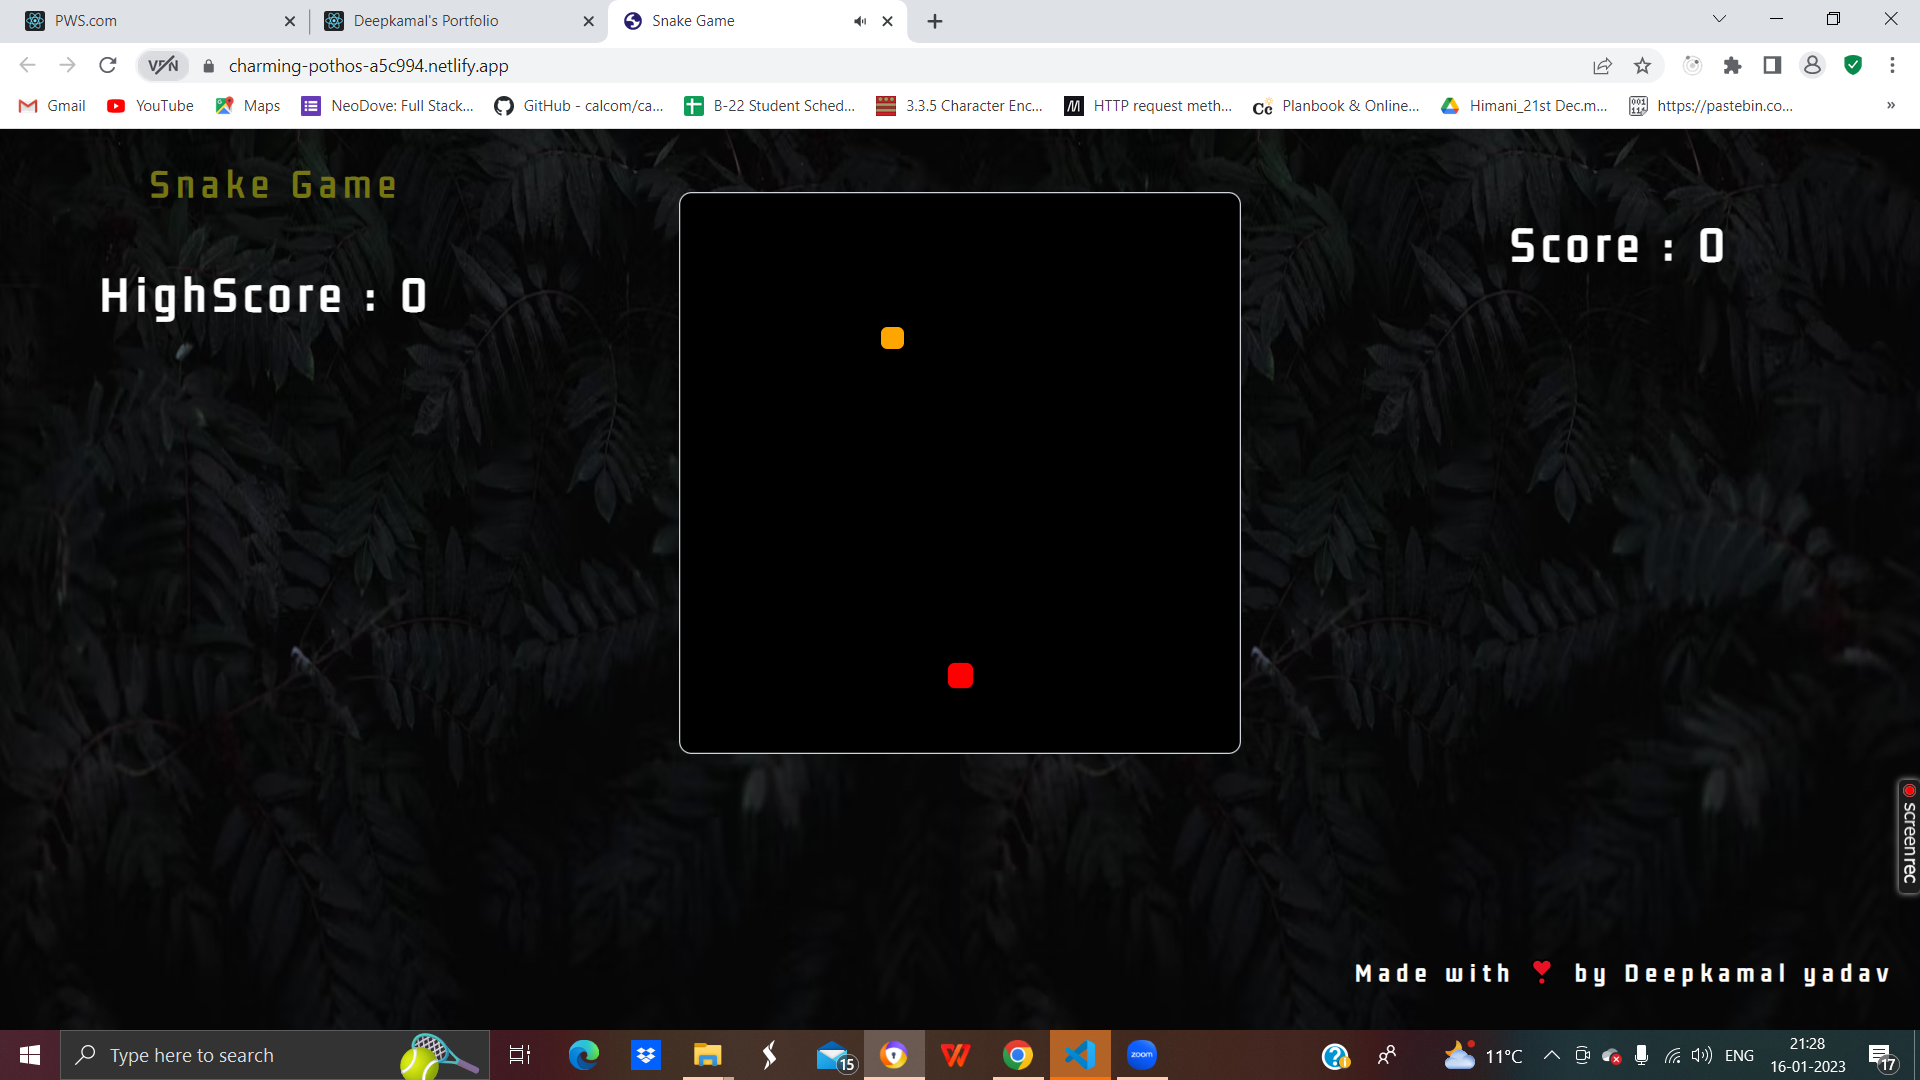 PWS.com
Deepkamal's Portfolio
Snake Game
VPN
charming-pothos-a5c994.netlify.app
Gmail
YouTube
Maps
NeoDove: Full Stack...
GitHub - calcom/ca...
B-22 Student Sched...
3.3.5 Character Enc...
HTTP request meth...
Planbook & Online...
Himani_21st Dec.m...
https://pastebin.co...
»
Snake Game
HighScore : 0
Score : 0
screenrec
Made with ❣ by Deepkamal yadav
Type here to search
15
zoom
11°C
ENG
21:28
16-01-2023
17